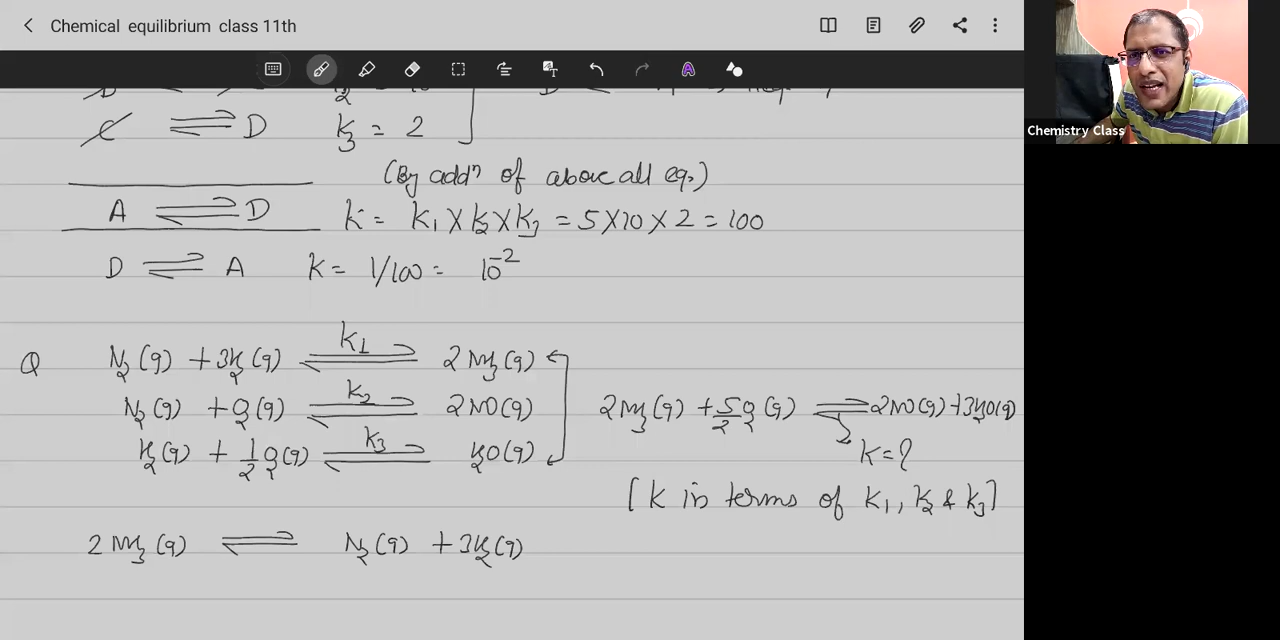 Chemical equilibrium class 11th
Chemistry Class
C ⇌ D K3 = 2
(By addn of above all eq.)
A ⇌ D K = K1 X K2 X K3 = 5 X 10 X 2 = 100
D ⇌ A K = 1/100 = 10^-2
Q N2(g) + 3H2(g) ⇌ K1 2NH3(g)
N2(g) + O2(g) ⇌ K2 2NO(g)
H2(g) + 1/2 O2(g) ⇌ K3 H2O(g)
2NH3(g) + 5/2 O2(g) ⇌ 2NO(g) + 3H2O(g)
K = ?
[K in terms of K1, K2 & K3]
2NH3(g) ⇌ N2(g) + 3H2(g)